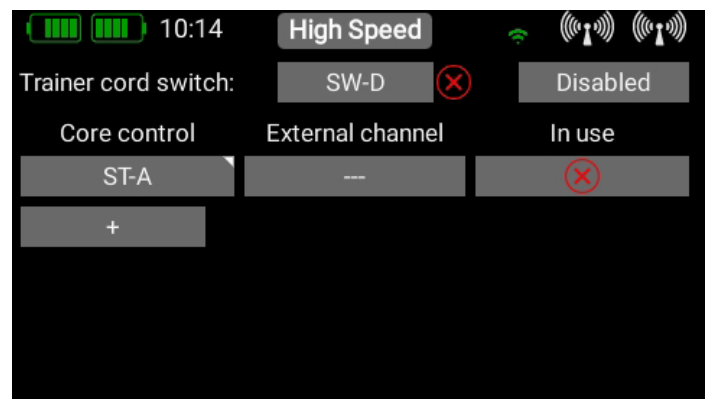 10:14 High Speed
Trainer cord switch: SW-D Disabled
Core control External channel In use
ST-A ---
+